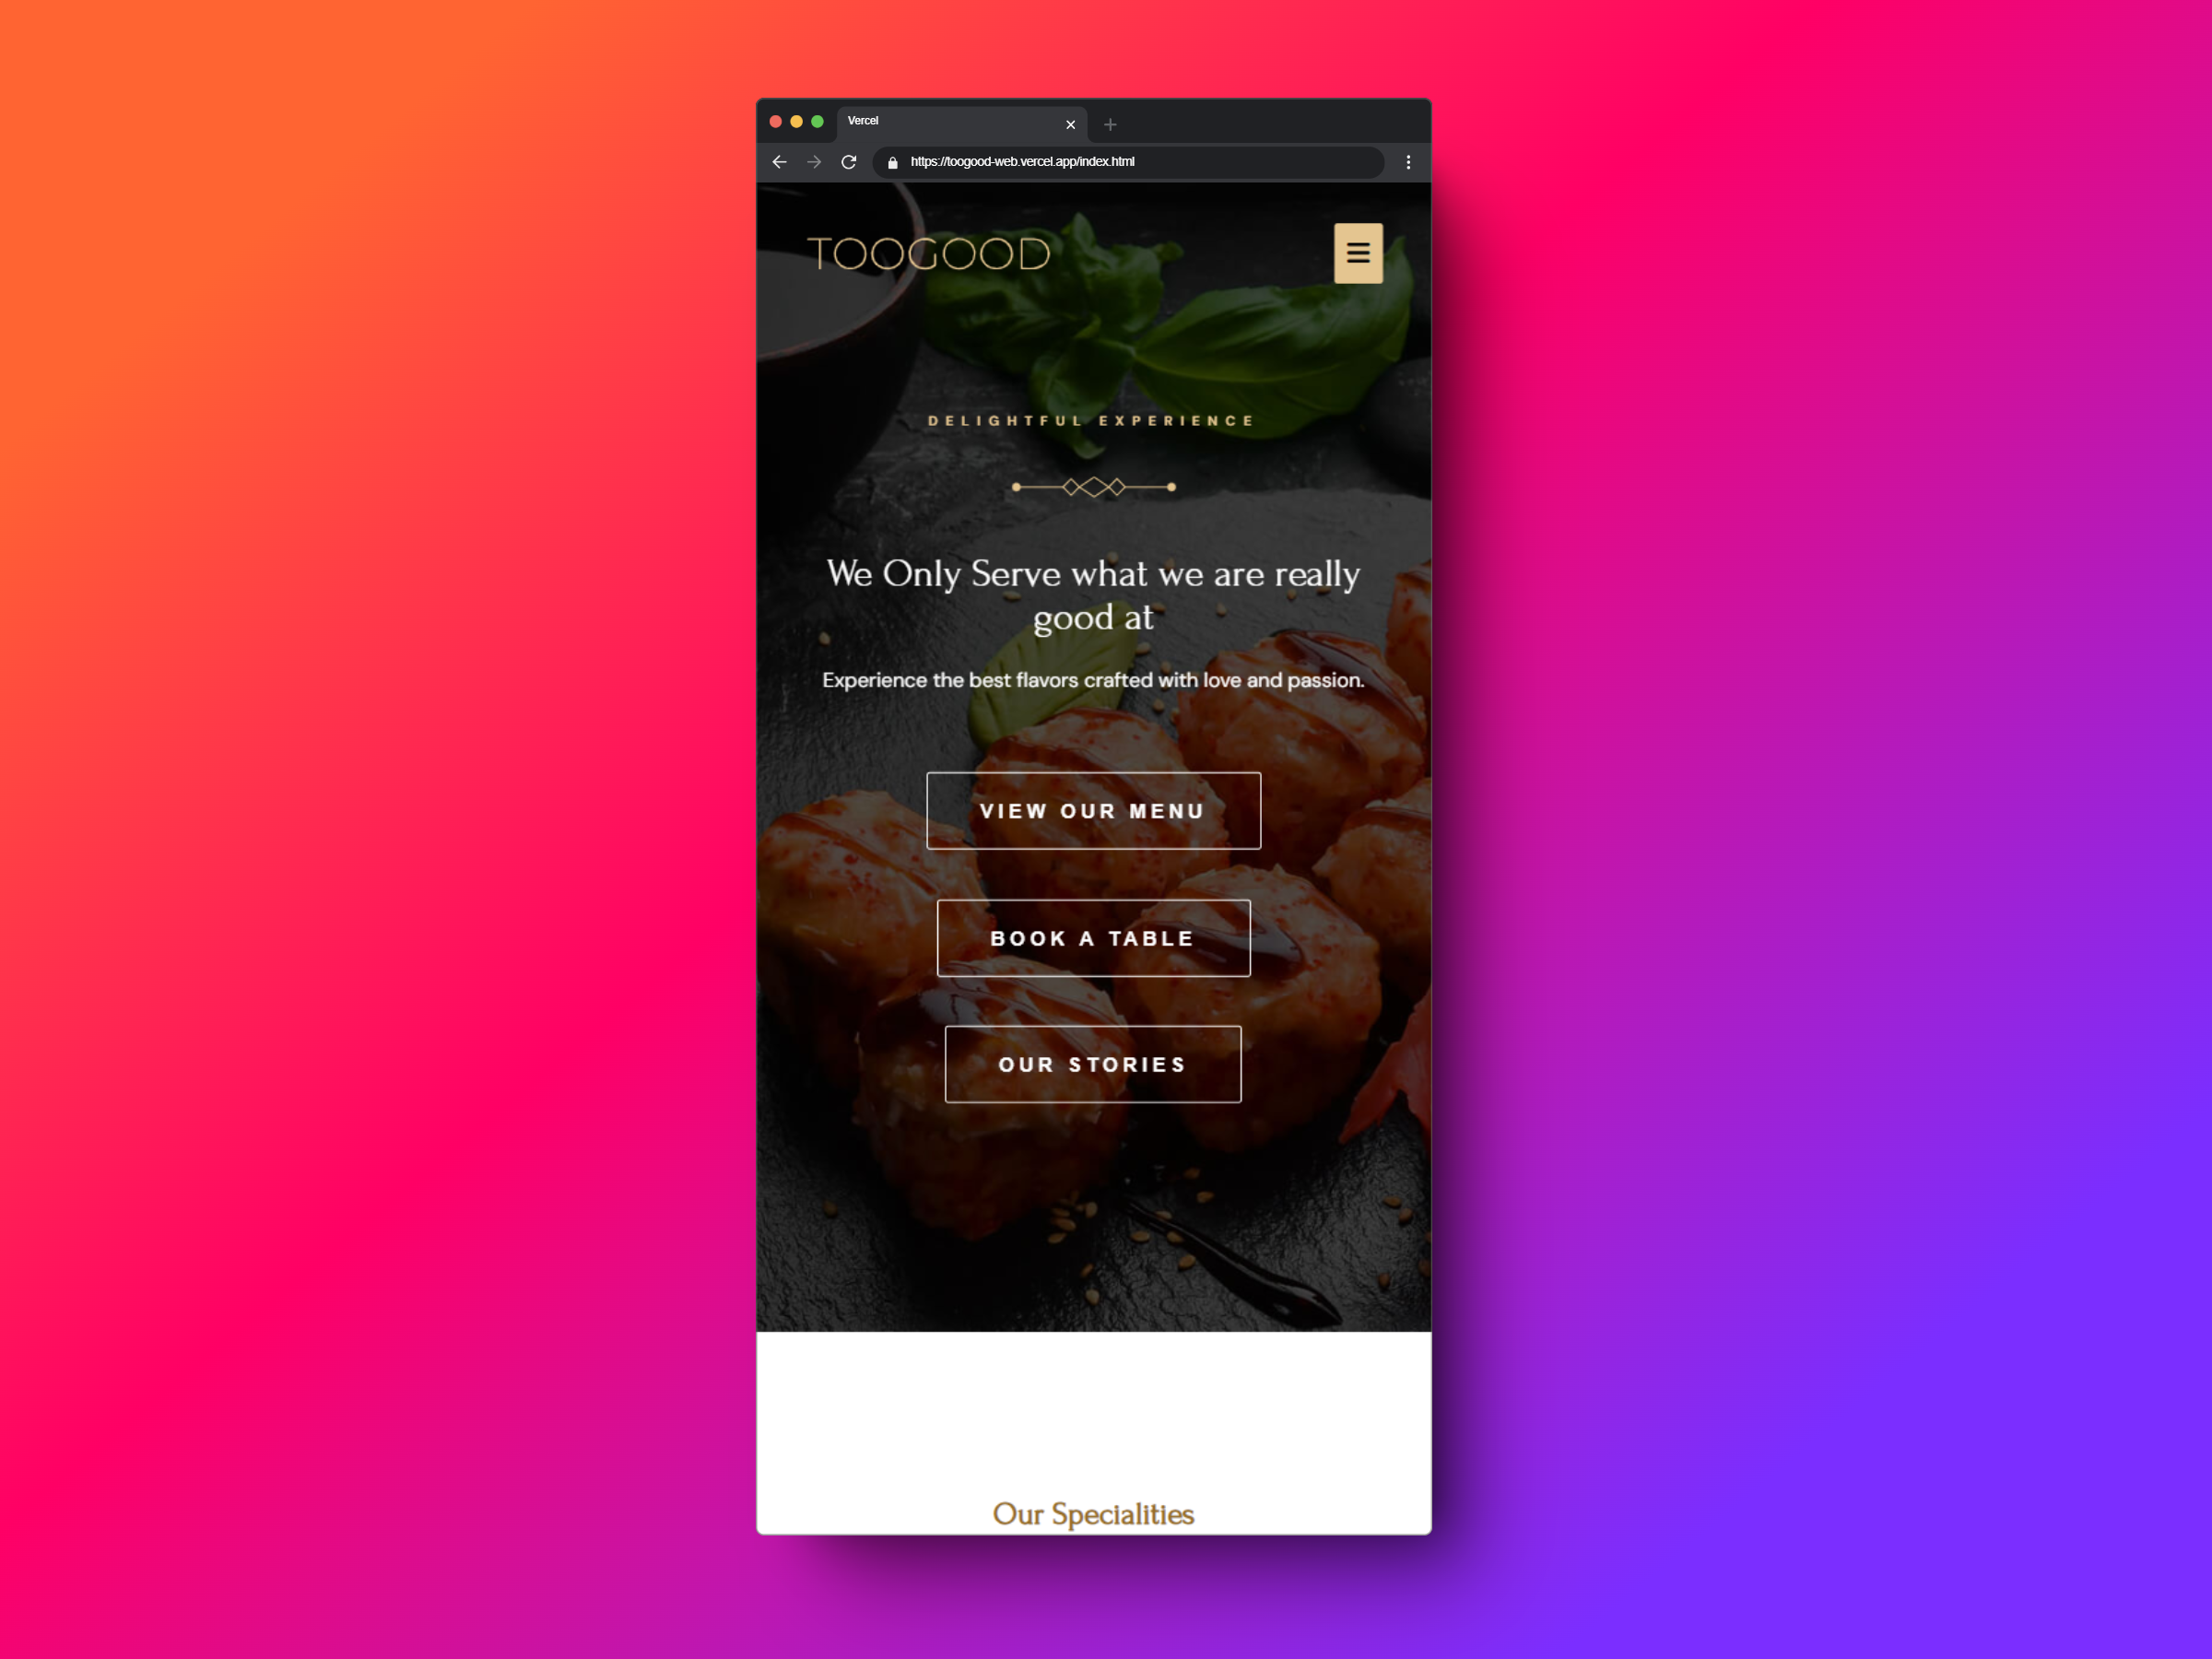 Vercel
https://toogood-web.vercel.app/index.html
TOOGOOD
DELIGHTFUL EXPERIENCE
We Only Serve what we are really
good at
Experience the best flavors crafted with love and passion.
VIEW OUR MENU
BOOK A TABLE
OUR STORIES
Our Specialities